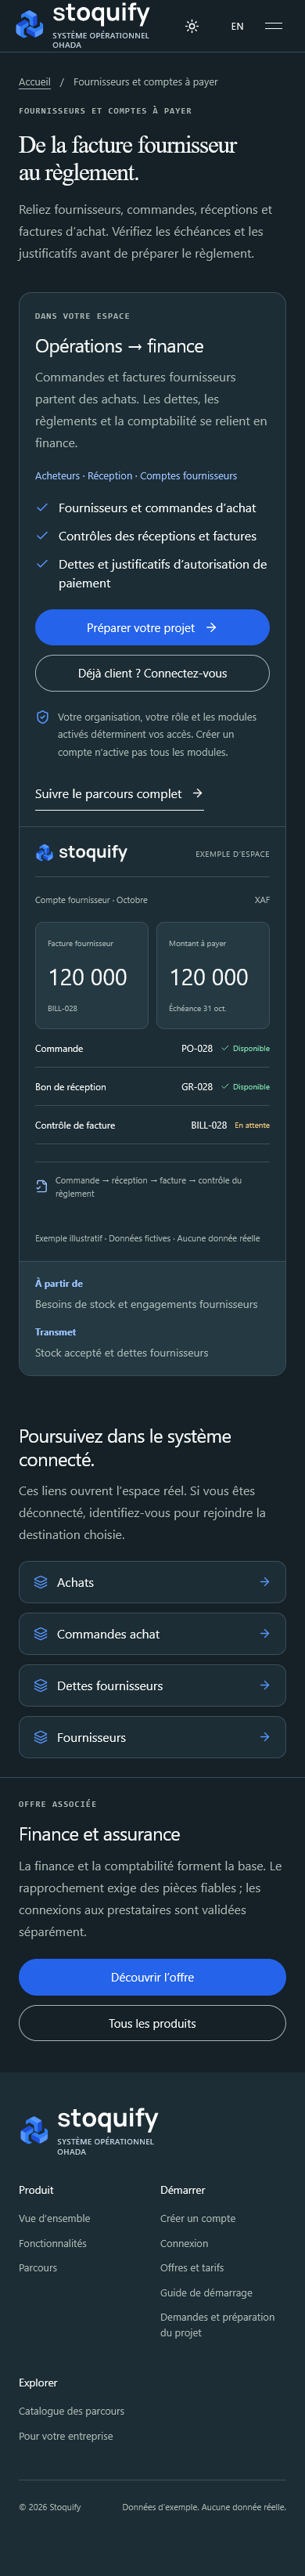 stoquify
SYSTÈME OPÉRATIONNEL
OHADA
EN
Accueil / Fournisseurs et comptes à payer
FOURNISSEURS ET COMPTES À PAYER
De la facture fournisseur
au règlement.
Reliez fournisseurs, commandes, réceptions et
factures d’achat. Vérifiez les échéances et les
justificatifs avant de préparer le règlement.
DANS VOTRE ESPACE
Opérations → finance
Commandes et factures fournisseurs
partent des achats. Les dettes, les
règlements et la comptabilité se relient en
finance.
Acheteurs · Réception · Comptes fournisseurs
Fournisseurs et commandes d’achat
Contrôles des réceptions et factures
Dettes et justificatifs d’autorisation de
paiement
Préparer votre projet →
Déjà client ? Connectez-vous
Votre organisation, votre rôle et les modules
activés déterminent vos accès. Créer un
compte n’active pas tous les modules.
Suivre le parcours complet →
stoquify EXEMPLE D’ESPACE
Compte fournisseur · Octobre XAF
Facture fournisseur
120 000
BILL-028
Montant à payer
120 000
Échéance 31 oct.
Commande PO-028 Disponible
Bon de réception GR-028 Disponible
Contrôle de facture BILL-028 En attente
Commande → réception → facture → contrôle du
règlement
Exemple illustratif · Données fictives · Aucune donnée réelle
À partir de
Besoins de stock et engagements fournisseurs
Transmet
Stock accepté et dettes fournisseurs
Poursuivez dans le système
connecté.
Ces liens ouvrent l’espace réel. Si vous êtes
déconnecté, identifiez-vous pour rejoindre la
destination choisie.
Achats →
Commandes achat →
Dettes fournisseurs →
Fournisseurs →
OFFRE ASSOCIÉE
Finance et assurance
La finance et la comptabilité forment la base. Le
rapprochement exige des pièces fiables ; les
connexions aux prestataires sont validées
séparément.
Découvrir l’offre
Tous les produits
stoquify
SYSTÈME OPÉRATIONNEL
OHADA
Produit
Vue d’ensemble
Fonctionnalités
Parcours
Démarrer
Créer un compte
Connexion
Offres et tarifs
Guide de démarrage
Demandes et préparation
du projet
Explorer
Catalogue des parcours
Pour votre entreprise
© 2026 Stoquify Données d’exemple. Aucune donnée réelle.